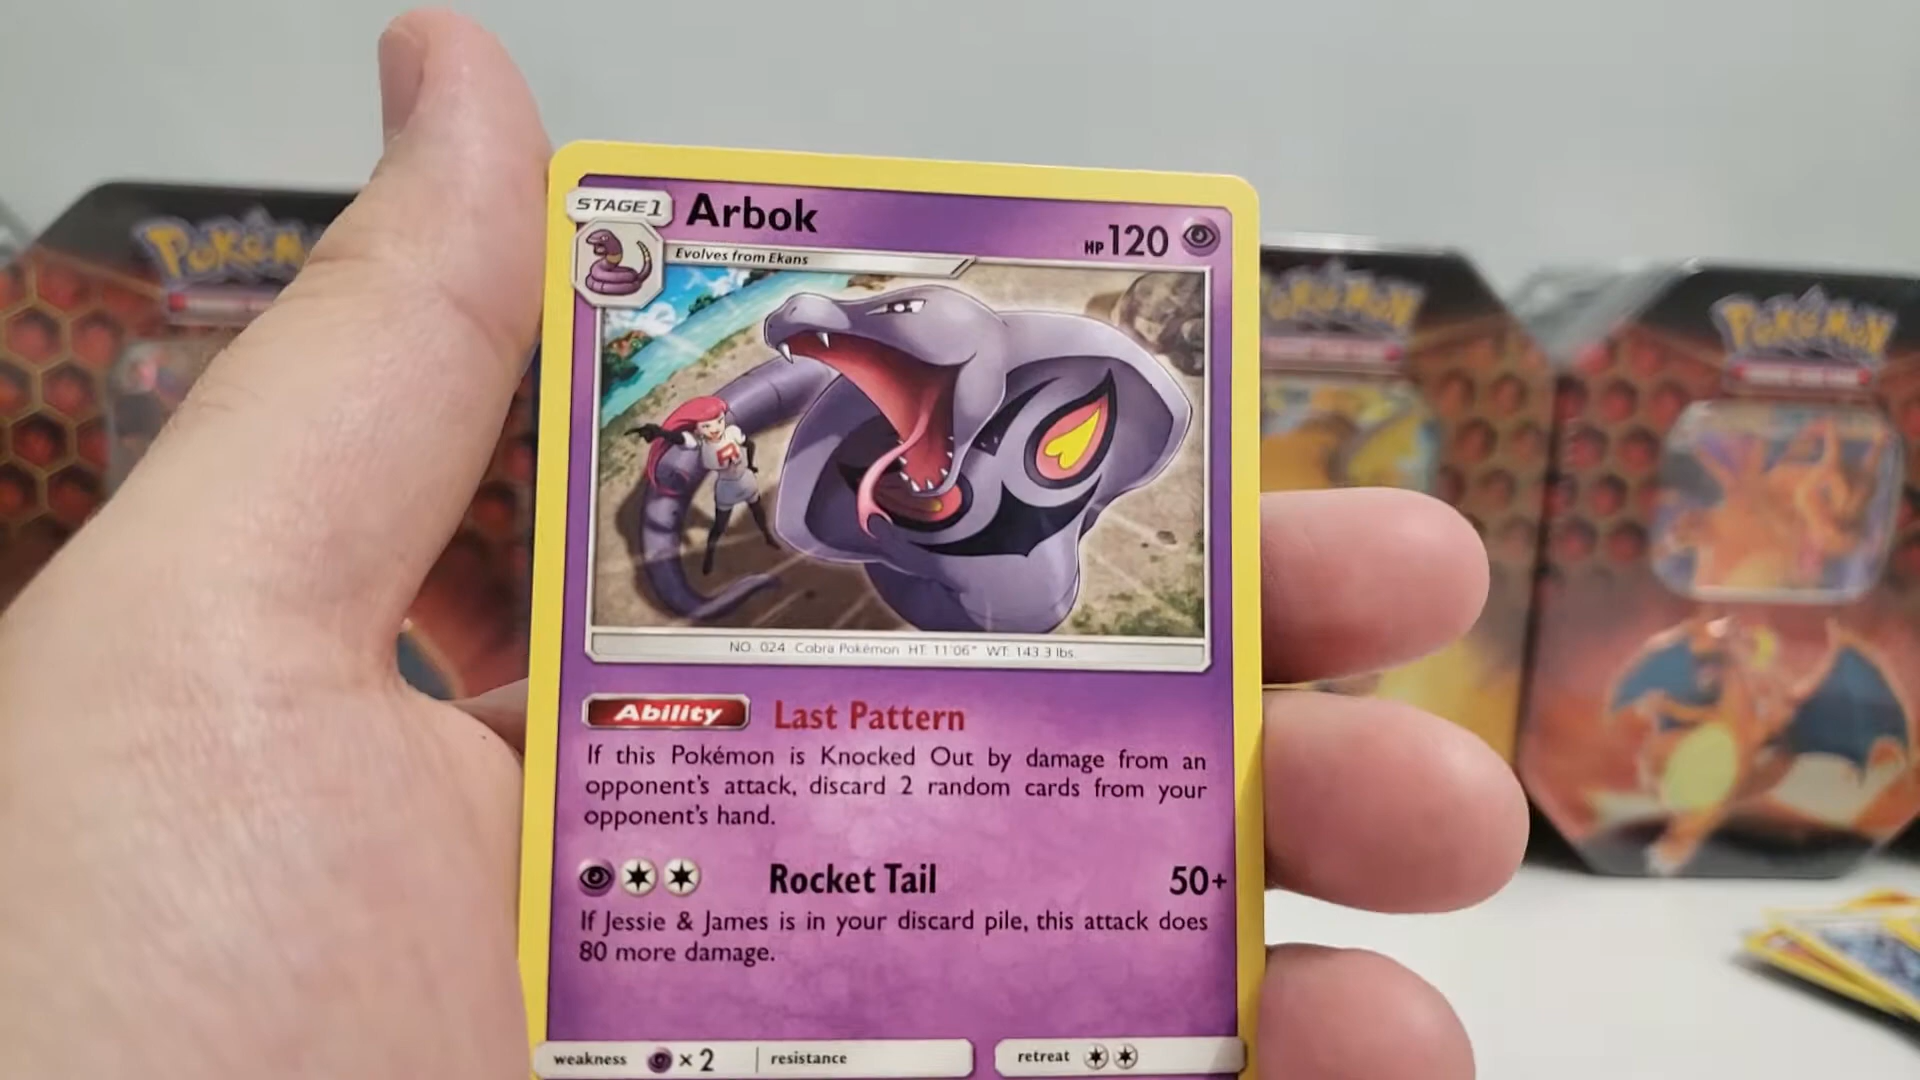 STAGE 1 Arbok HP 120
Evolves from Ekans
POKéMON
POKéMON
POKéMON
R
NO. 024 Cobra Pokémon HT: 11'06" WT: 143.3 lbs.
Ability Last Pattern
If this Pokémon is Knocked Out by damage from an
opponent's attack, discard 2 random cards from your
opponent's hand.
Rocket Tail 50+
If Jessie & James is in your discard pile, this attack does
80 more damage.
weakness ×2 resistance retreat